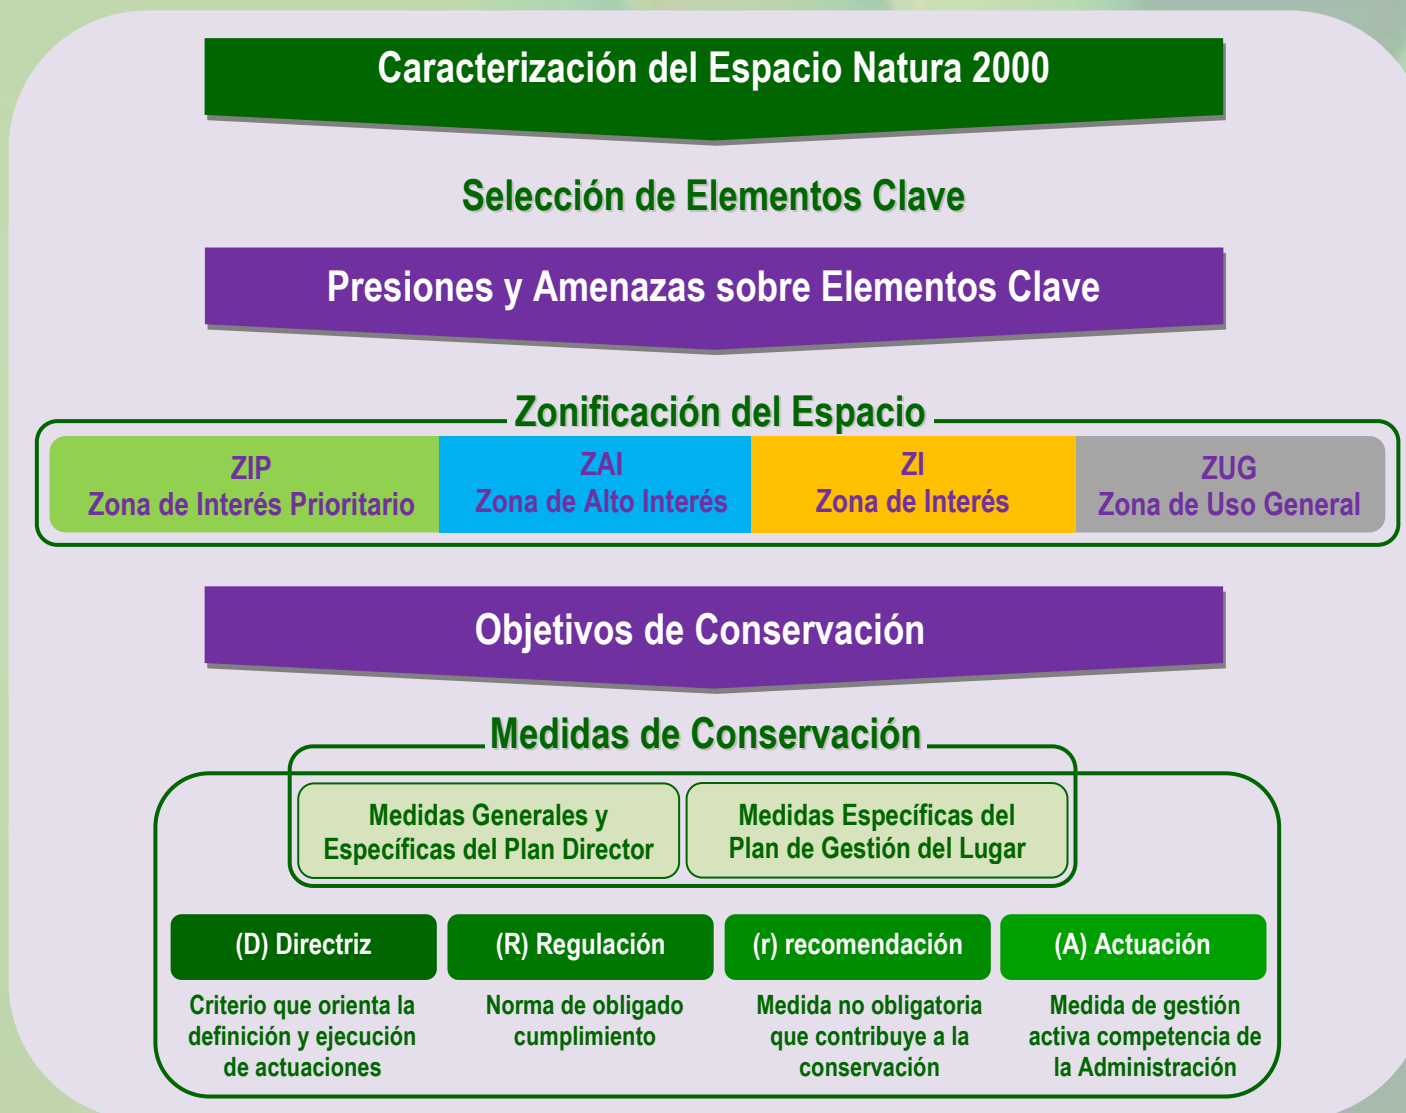 Caracterización del Espacio Natura 2000
Selección de Elementos Clave
Presiones y Amenazas sobre Elementos Clave
Zonificación del Espacio
ZIP
Zona de Interés Prioritario
ZAI
Zona de Alto Interés
ZI
Zona de Interés
ZUG
Zona de Uso General
Objetivos de Conservación
Medidas de Conservación
Medidas Generales y
Específicas del Plan Director
Medidas Específicas del
Plan de Gestión del Lugar
(D) Directriz
Criterio que orienta la
definición y ejecución
de actuaciones
(R) Regulación
Norma de obligado
cumplimiento
(r) recomendación
Medida no obligatoria
que contribuye a la
conservación
(A) Actuación
Medida de gestión
activa competencia de
la Administración